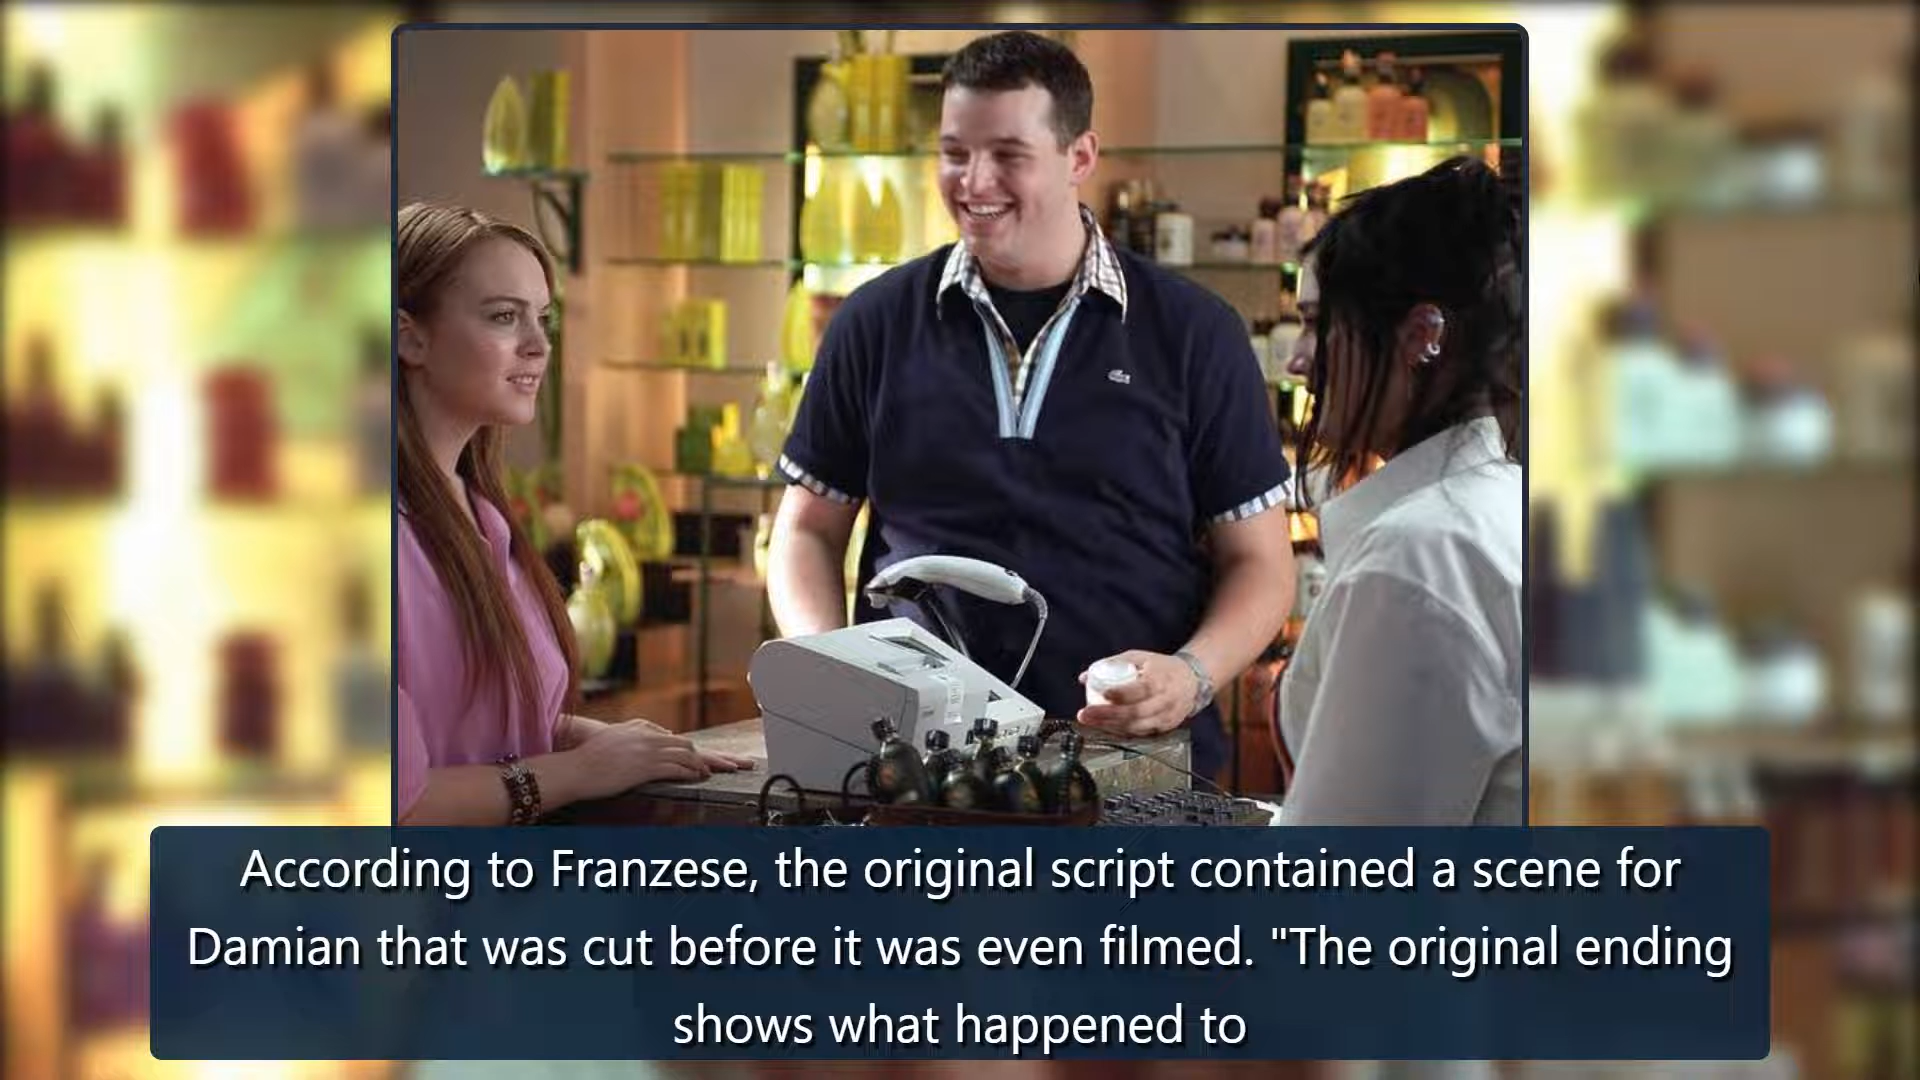 According to Franzese, the original script contained a scene for
Damian that was cut before it was even filmed. "The original ending
shows what happened to